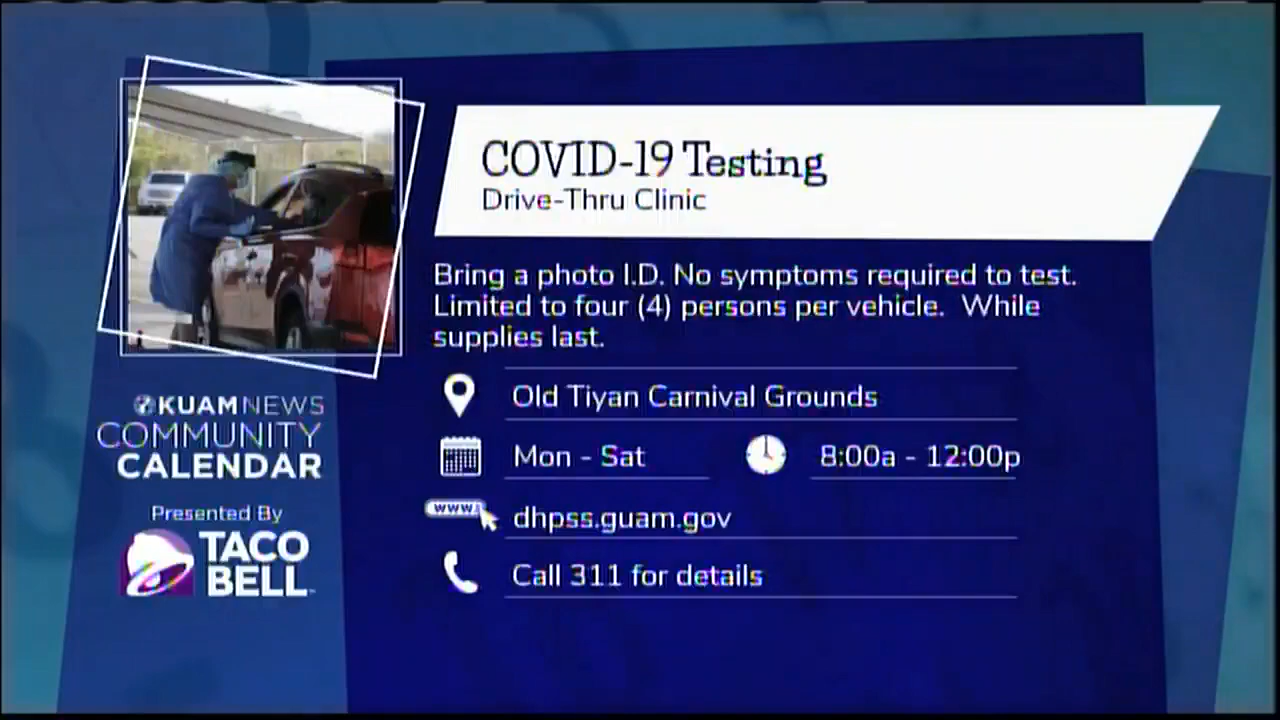 COVID-19 Testing
Drive-Thru Clinic
Bring a photo I.D. No symptoms required to test.
Limited to four (4) persons per vehicle. While
supplies last.
Old Tiyan Carnival Grounds
Mon - Sat
8:00a - 12:00p
www.
dhpss.guam.gov
Call 311 for details
KUAMNEWS
COMMUNITY
CALENDAR
Presented By
TACO
BELL